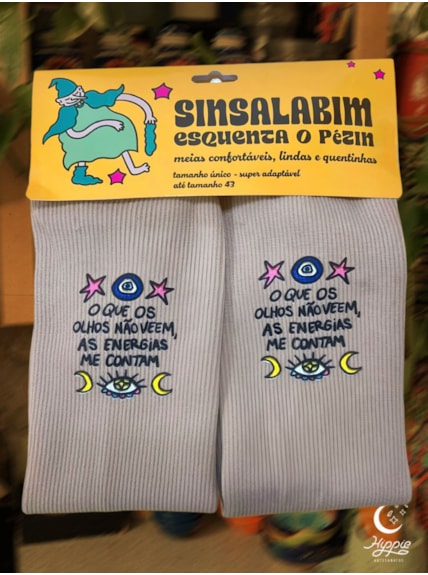 SINSALABIM
esquenta o pézin
meias confortáveis, lindas e quentinhas
tamanho único - super adaptável
até tamanho 43
O QUE OS
OLHOS NÃO VEEM,
AS ENERGIAS
ME CONTAM
O QUE OS
OLHOS NÃO VEEM,
AS ENERGIAS
ME CONTAM
Hippie
ARTESANATOS